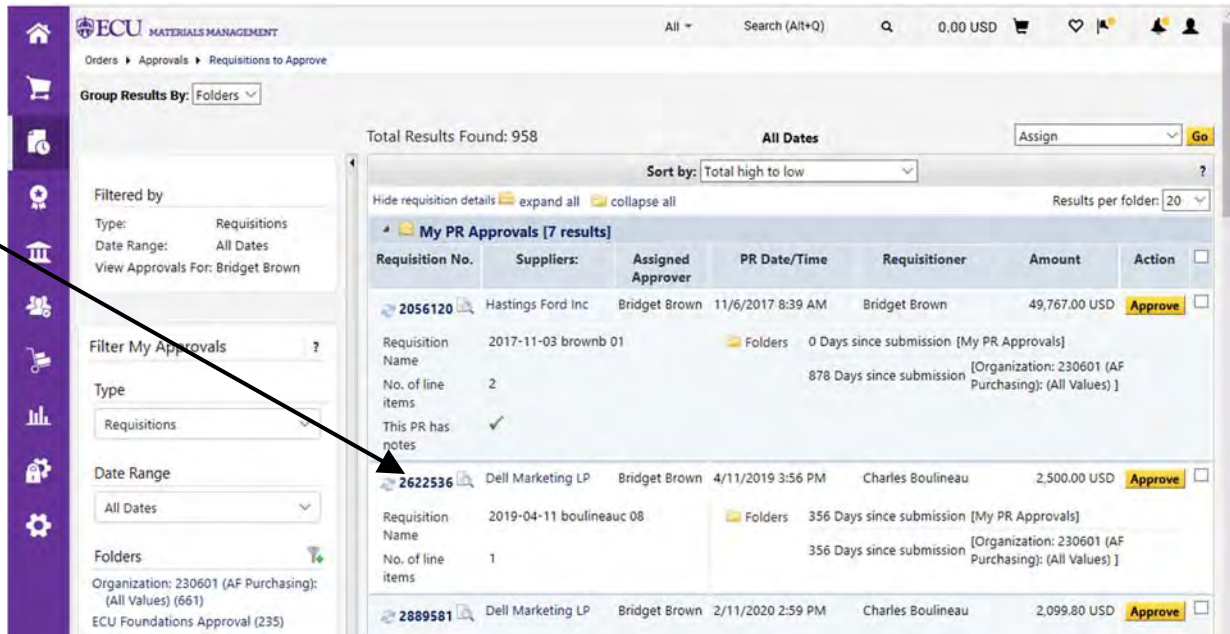 ECU MATERIALS MANAGEMENT
All Search (Alt+Q) 0.00 USD
Orders Approvals Requisitions to Approve
Group Results By: Folders
Total Results Found: 958 All Dates Assign Go
Sort by: Total high to low ?
Hide requisition details expand all collapse all Results per folder: 20
Filtered by
Type: Requisitions
Date Range: All Dates
View Approvals For: Bridget Brown
Filter My Approvals ?
Type
Requisitions
Date Range
All Dates
Folders
Organization: 230601 (AF Purchasing):
(All Values) (661)
ECU Foundations Approval (235)
My PR Approvals [7 results]
Requisition No. Suppliers: Assigned Approver PR Date/Time Requisitioner Amount Action
2056120 Hastings Ford Inc Bridget Brown 11/6/2017 8:39 AM Bridget Brown 49,767.00 USD Approve
Requisition Name 2017-11-03 brownb 01 Folders 0 Days since submission [My PR Approvals]
No. of line items 2 878 Days since submission [Organization: 230601 (AF Purchasing): (All Values) ]
This PR has notes ✓
2622536 Dell Marketing LP Bridget Brown 4/11/2019 3:56 PM Charles Boulineau 2,500.00 USD Approve
Requisition Name 2019-04-11 boulineauc 08 Folders 356 Days since submission [My PR Approvals]
No. of line items 1 356 Days since submission [Organization: 230601 (AF Purchasing): (All Values) ]
2889581 Dell Marketing LP Bridget Brown 2/11/2020 2:59 PM Charles Boulineau 2,099.80 USD Approve